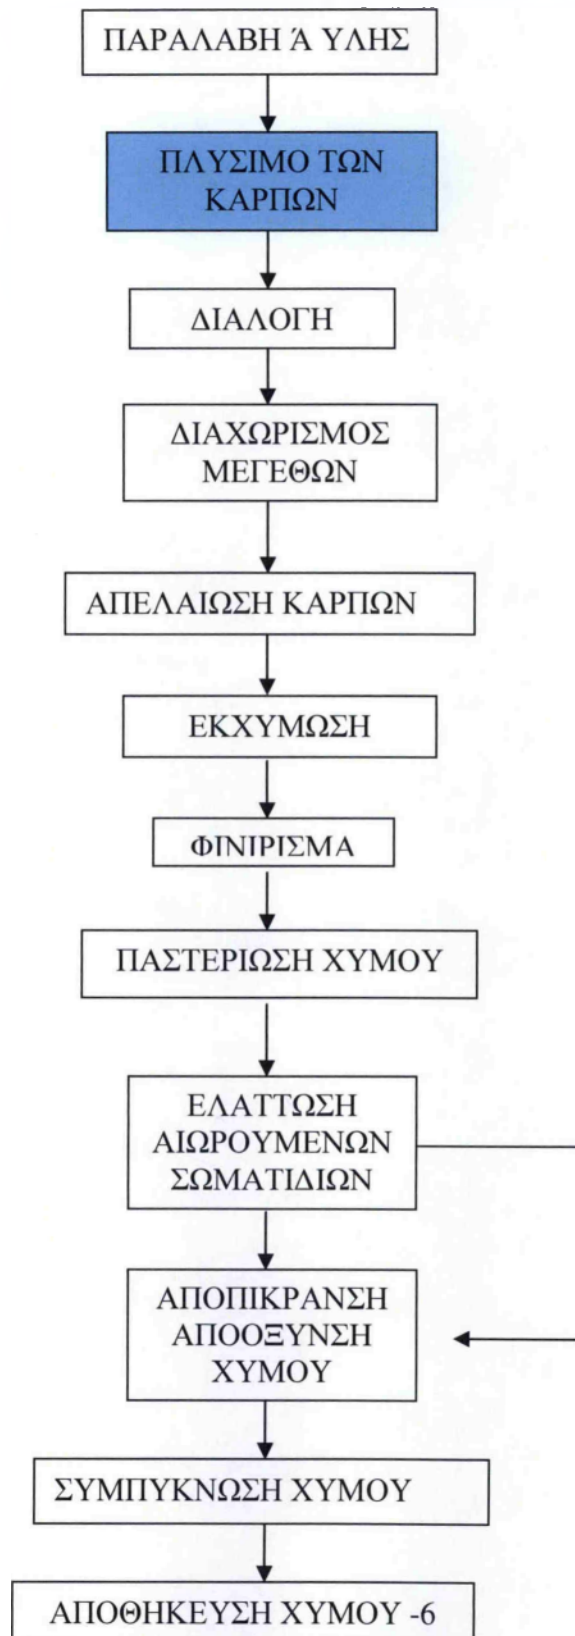 ΠΑΡΑΛΑΒΗ Ά ΥΛΗΣ
ΠΛΥΣΙΜΟ ΤΩΝ
ΚΑΡΠΩΝ
ΔΙΑΛΟΓΗ
ΔΙΑΧΩΡΙΣΜΟΣ
ΜΕΓΕΘΩΝ
ΑΠΕΛΑΙΩΣΗ ΚΑΡΠΩΝ
ΕΚΧΥΜΩΣΗ
ΦΙΝΙΡΙΣΜΑ
ΠΑΣΤΕΡΙΩΣΗ ΧΥΜΟΥ
ΕΛΑΤΤΩΣΗ
ΑΙΩΡΟΥΜΕΝΩΝ
ΣΩΜΑΤΙΔΙΩΝ
ΑΠΟΠΙΚΡΑΝΣΗ
ΑΠΟΟΞΥΝΣΗ
ΧΥΜΟΥ
ΣΥΜΠΥΚΝΩΣΗ ΧΥΜΟΥ
ΑΠΟΘΗΚΕΥΣΗ ΧΥΜΟΥ -6